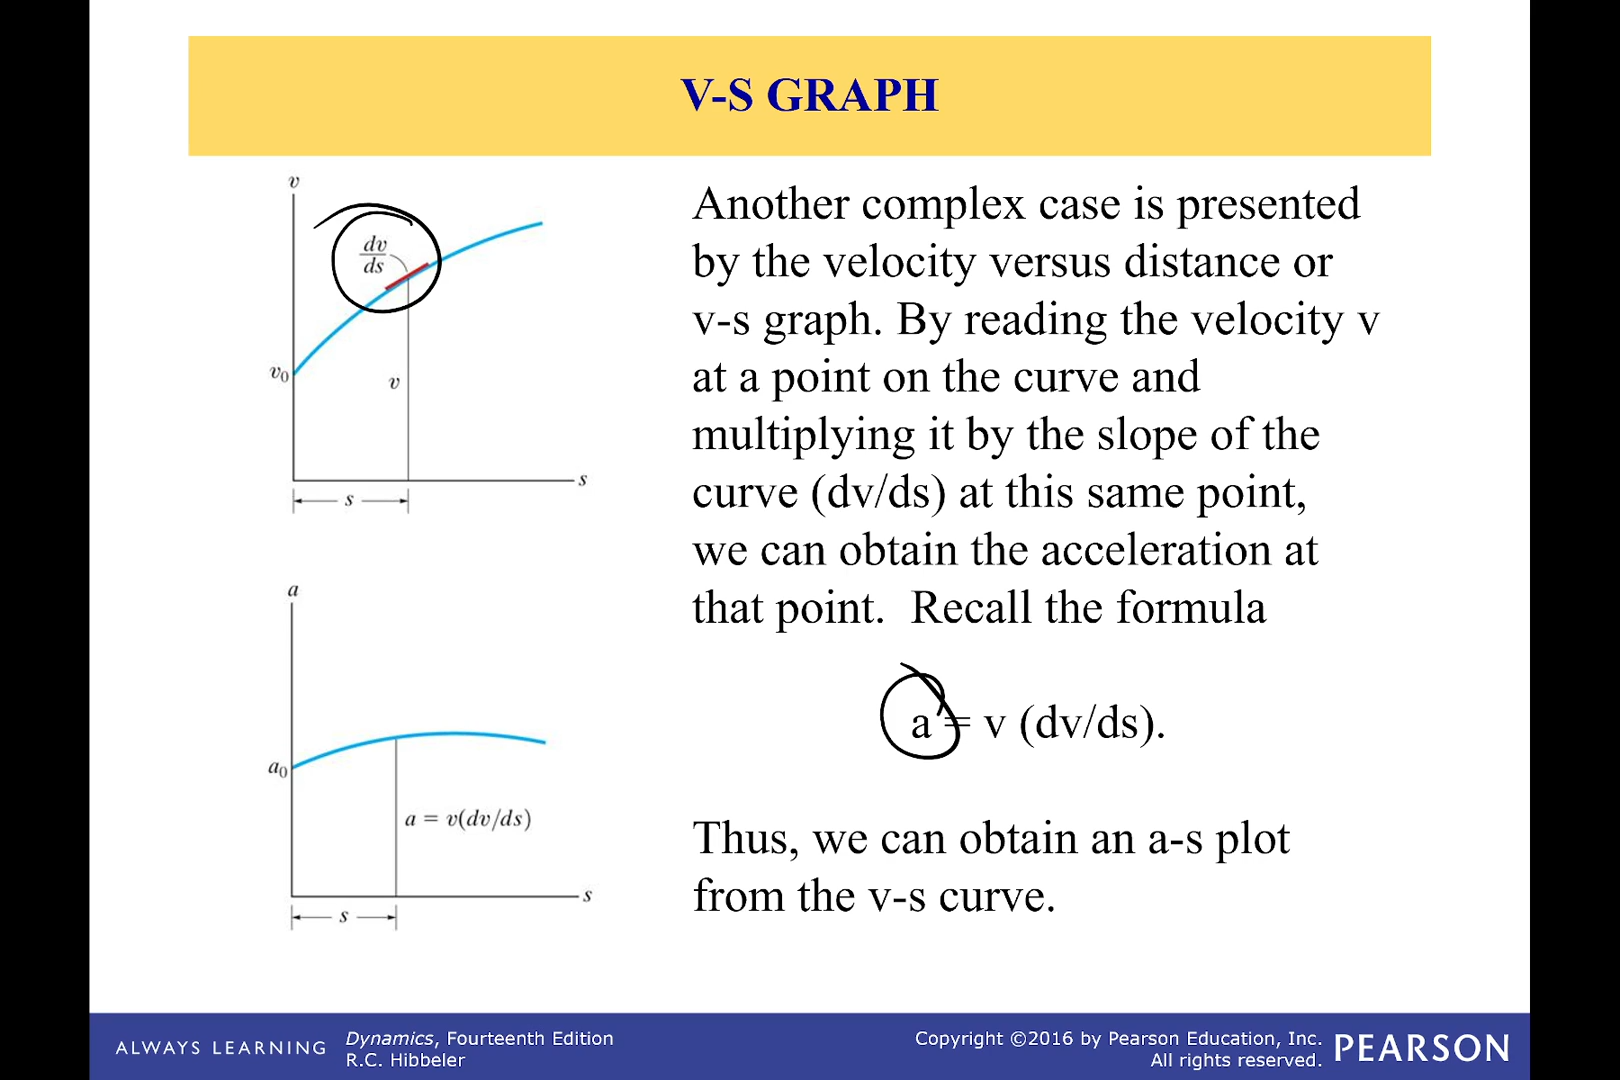 V-S GRAPH
v
dv
ds
v0
v
s
s
a
a0
a = v(dv/ds)
s
s
Another complex case is presented
by the velocity versus distance or
v-s graph. By reading the velocity v
at a point on the curve and
multiplying it by the slope of the
curve (dv/ds) at this same point,
we can obtain the acceleration at
that point.  Recall the formula
a = v (dv/ds).
Thus, we can obtain an a-s plot
from the v-s curve.
ALWAYS LEARNING
Dynamics, Fourteenth Edition
R.C. Hibbeler
Copyright ©2016 by Pearson Education, Inc.
All rights reserved.
PEARSON